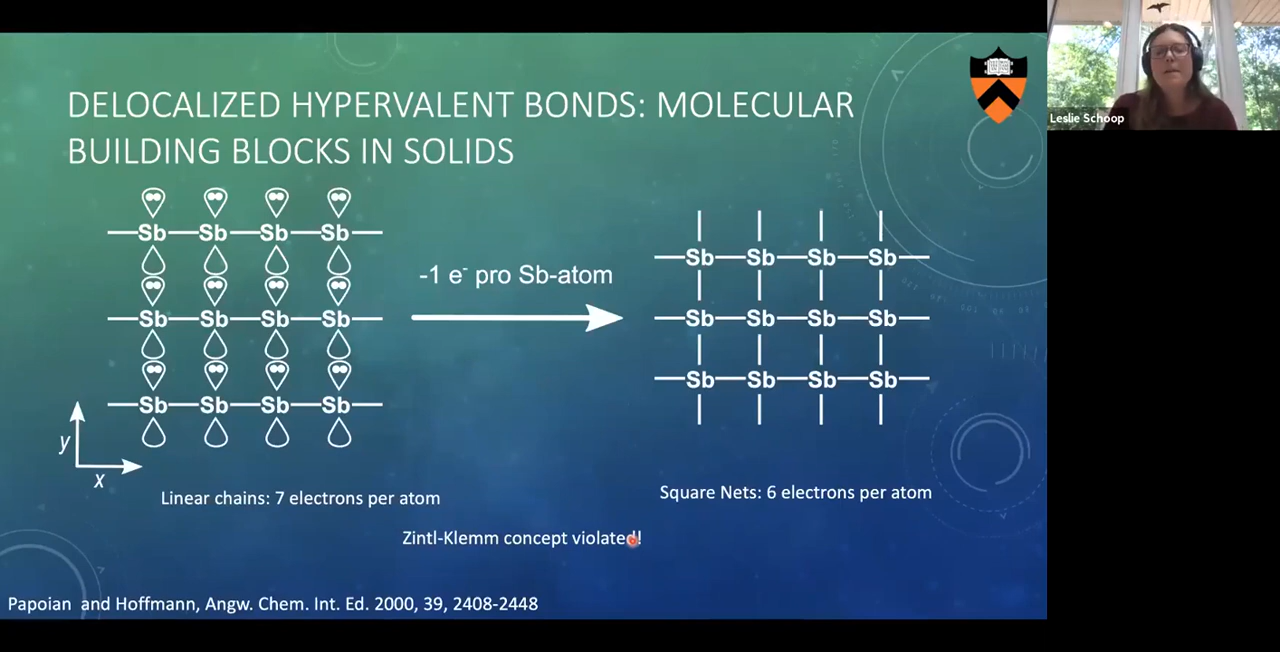 DELOCALIZED HYPERVALENT BONDS: MOLECULAR
BUILDING BLOCKS IN SOLIDS
Leslie Schoop
Sb Sb Sb Sb
Sb Sb Sb Sb
Sb Sb Sb Sb
y
x
-1 e- pro Sb-atom
Sb Sb Sb Sb
Sb Sb Sb Sb
Sb Sb Sb Sb
Linear chains: 7 electrons per atom
Square Nets: 6 electrons per atom
Zintl-Klemm concept violated!
Papoian and Hoffmann, Angw. Chem. Int. Ed. 2000, 39, 2408-2448